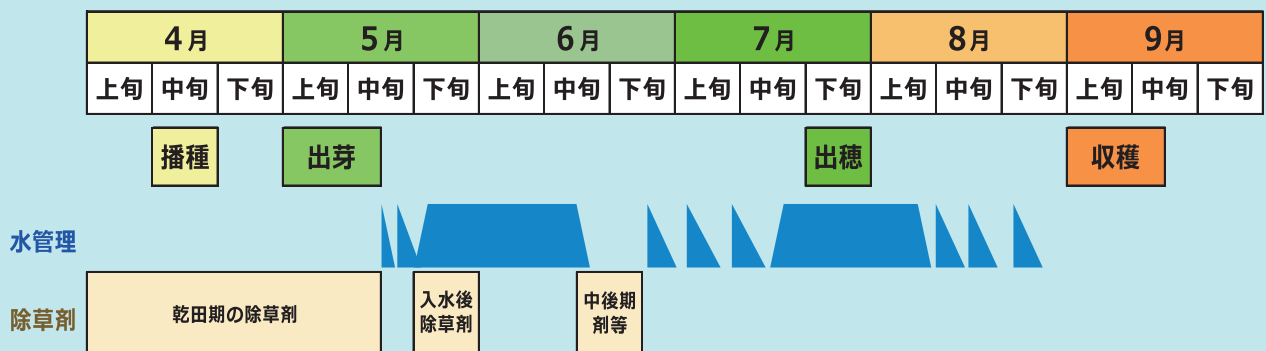 4月 5月 6月 7月 8月 9月
上旬 中旬 下旬 上旬 中旬 下旬 上旬 中旬 下旬 上旬 中旬 下旬 上旬 中旬 下旬 上旬 中旬 下旬
播種 出芽 出穂 収穫
水管理
除草剤
乾田期の除草剤
入水後
除草剤
中後期
剤等